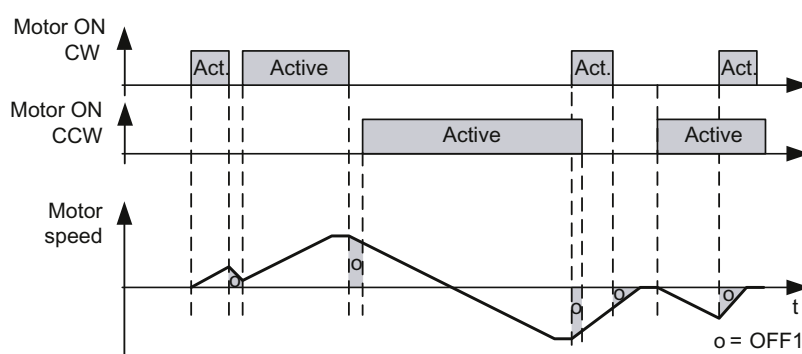 Motor ON
CW
Act.
Active
Act.
Act.
Motor ON
CCW
Active
Active
Motor
speed
o
o
o
o
o
t
o = OFF1